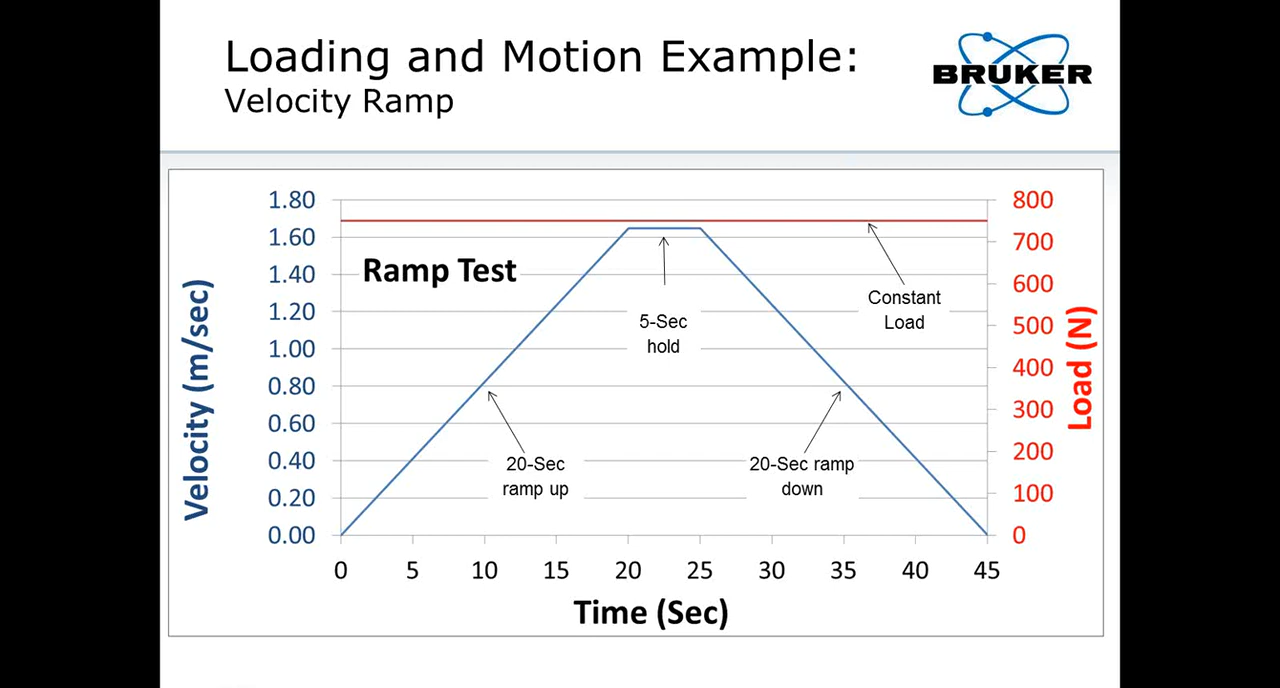 Loading and Motion Example:
Velocity Ramp
BRUKER
1.80
1.60
1.40
1.20
1.00
0.80
0.60
0.40
0.20
0.00
Velocity (m/sec)
Ramp Test
5-Sec
hold
Constant
Load
20-Sec
ramp up
20-Sec ramp
down
800
700
600
500
400
300
200
100
0
Load (N)
0 5 10 15 20 25 30 35 40 45
Time (Sec)